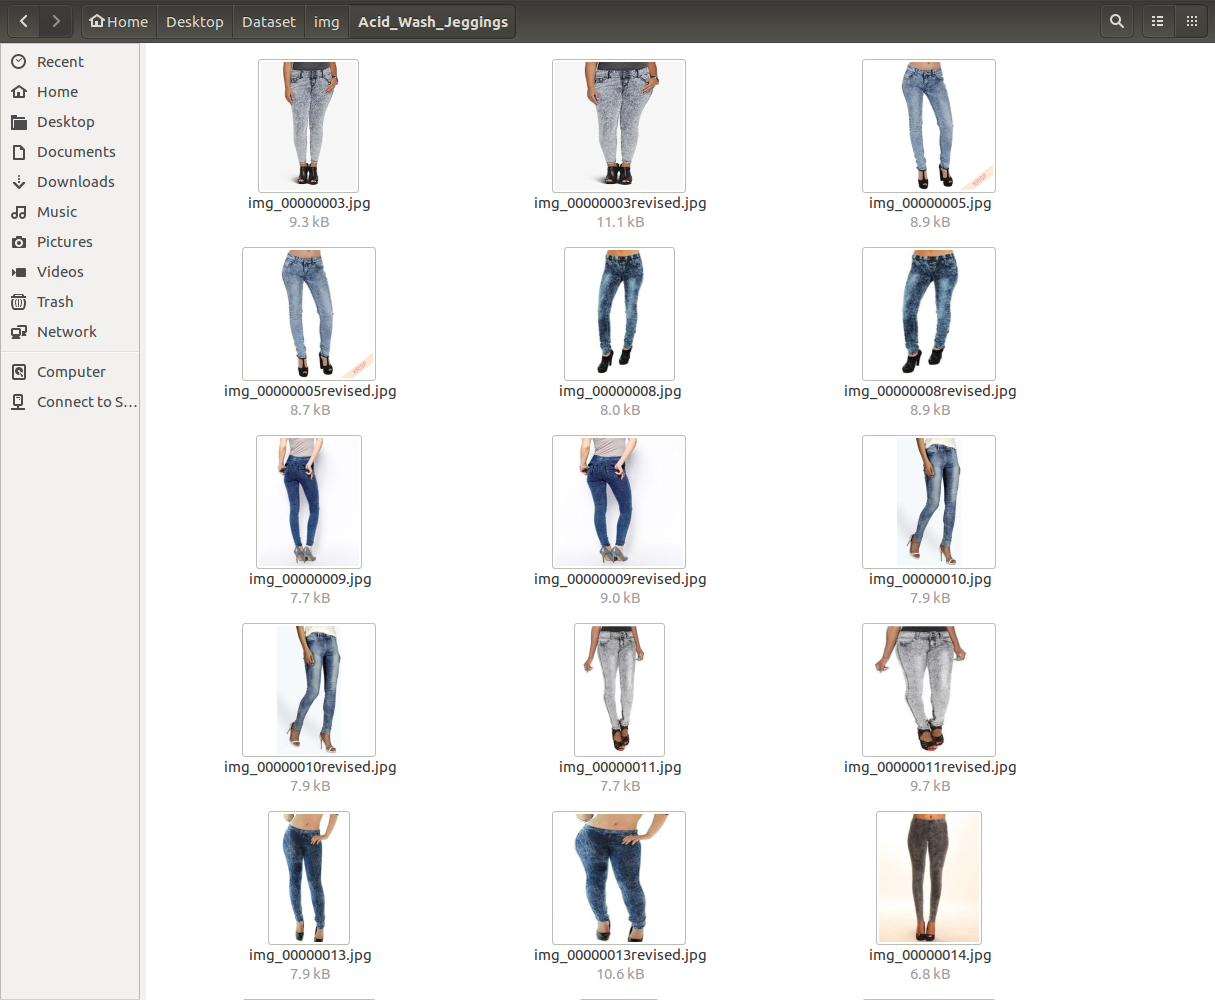 Home Desktop Dataset img Acid_Wash_Jeggings
Recent
Home
Desktop
Documents
Downloads
Music
Pictures
Videos
Trash
Network
Computer
Connect to S...
img_00000003.jpg img_00000003revised.jpg img_00000005.jpg
9.3 kB 11.1 kB 8.9 kB
img_00000005revised.jpg img_00000008.jpg img_00000008revised.jpg
8.7 kB 8.0 kB 8.9 kB
img_00000009.jpg img_00000009revised.jpg img_00000010.jpg
7.7 kB 9.0 kB 7.9 kB
img_00000010revised.jpg img_00000011.jpg img_00000011revised.jpg
7.9 kB 7.7 kB 9.7 kB
img_00000013.jpg img_00000013revised.jpg img_00000014.jpg
7.9 kB 10.6 kB 6.8 kB